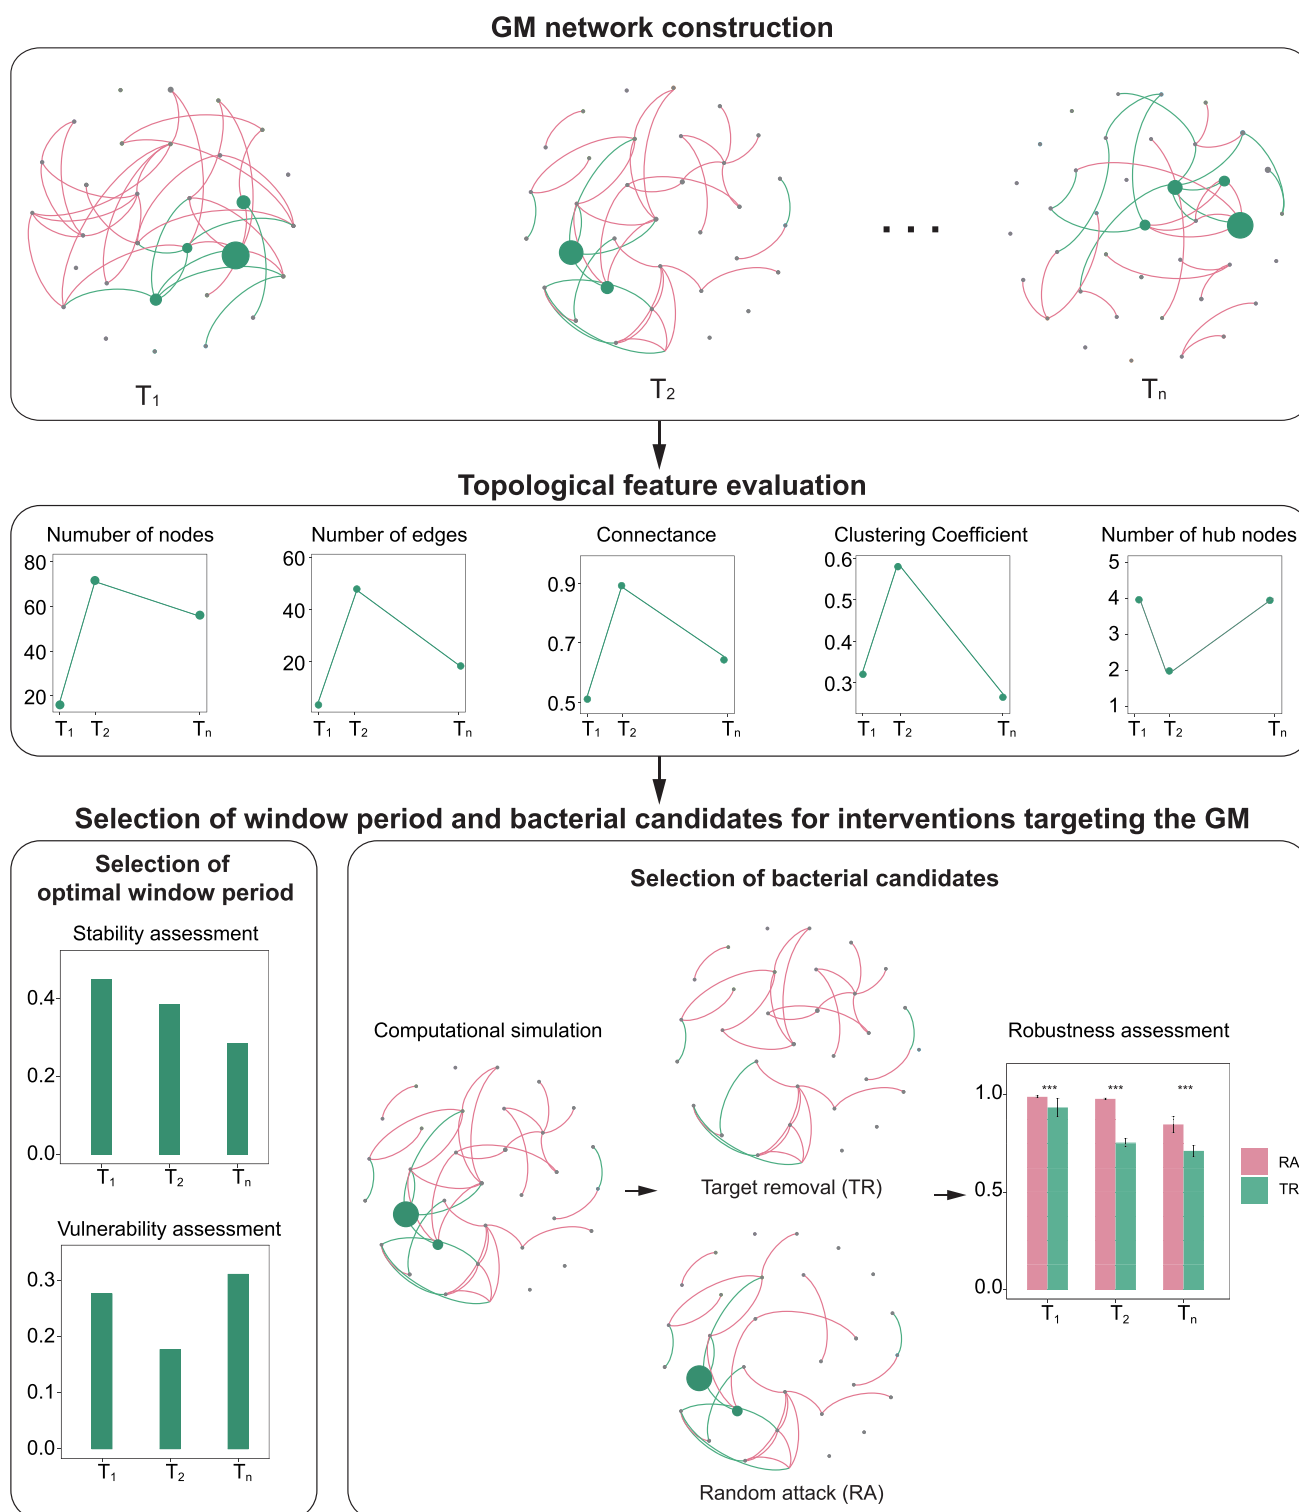 GM network construction
T1
T2
. . .
Tn
Topological feature evaluation
Numuber of nodes
80
60
40
20
T1 T2 Tn
Number of edges
60
40
20
T1 T2 Tn
Connectance
0.9
0.7
0.5
T1 T2 Tn
Clustering Coefficient
0.6
0.5
0.4
0.3
T1 T2 Tn
Number of hub nodes
5
4
3
2
1
T1 T2 Tn
Selection of window period and bacterial candidates for interventions targeting the GM
Selection of
optimal window period
Stability assessment
0.4
0.2
0.0
T1 T2 Tn
Vulnerability assessment
0.3
0.2
0.1
0.0
T1 T2 Tn
Selection of bacterial candidates
Computational simulation
Target removal (TR)
Random attack (RA)
Robustness assessment
1.0
0.5
0.0
*** *** ***
T1 T2 Tn
RA
TR